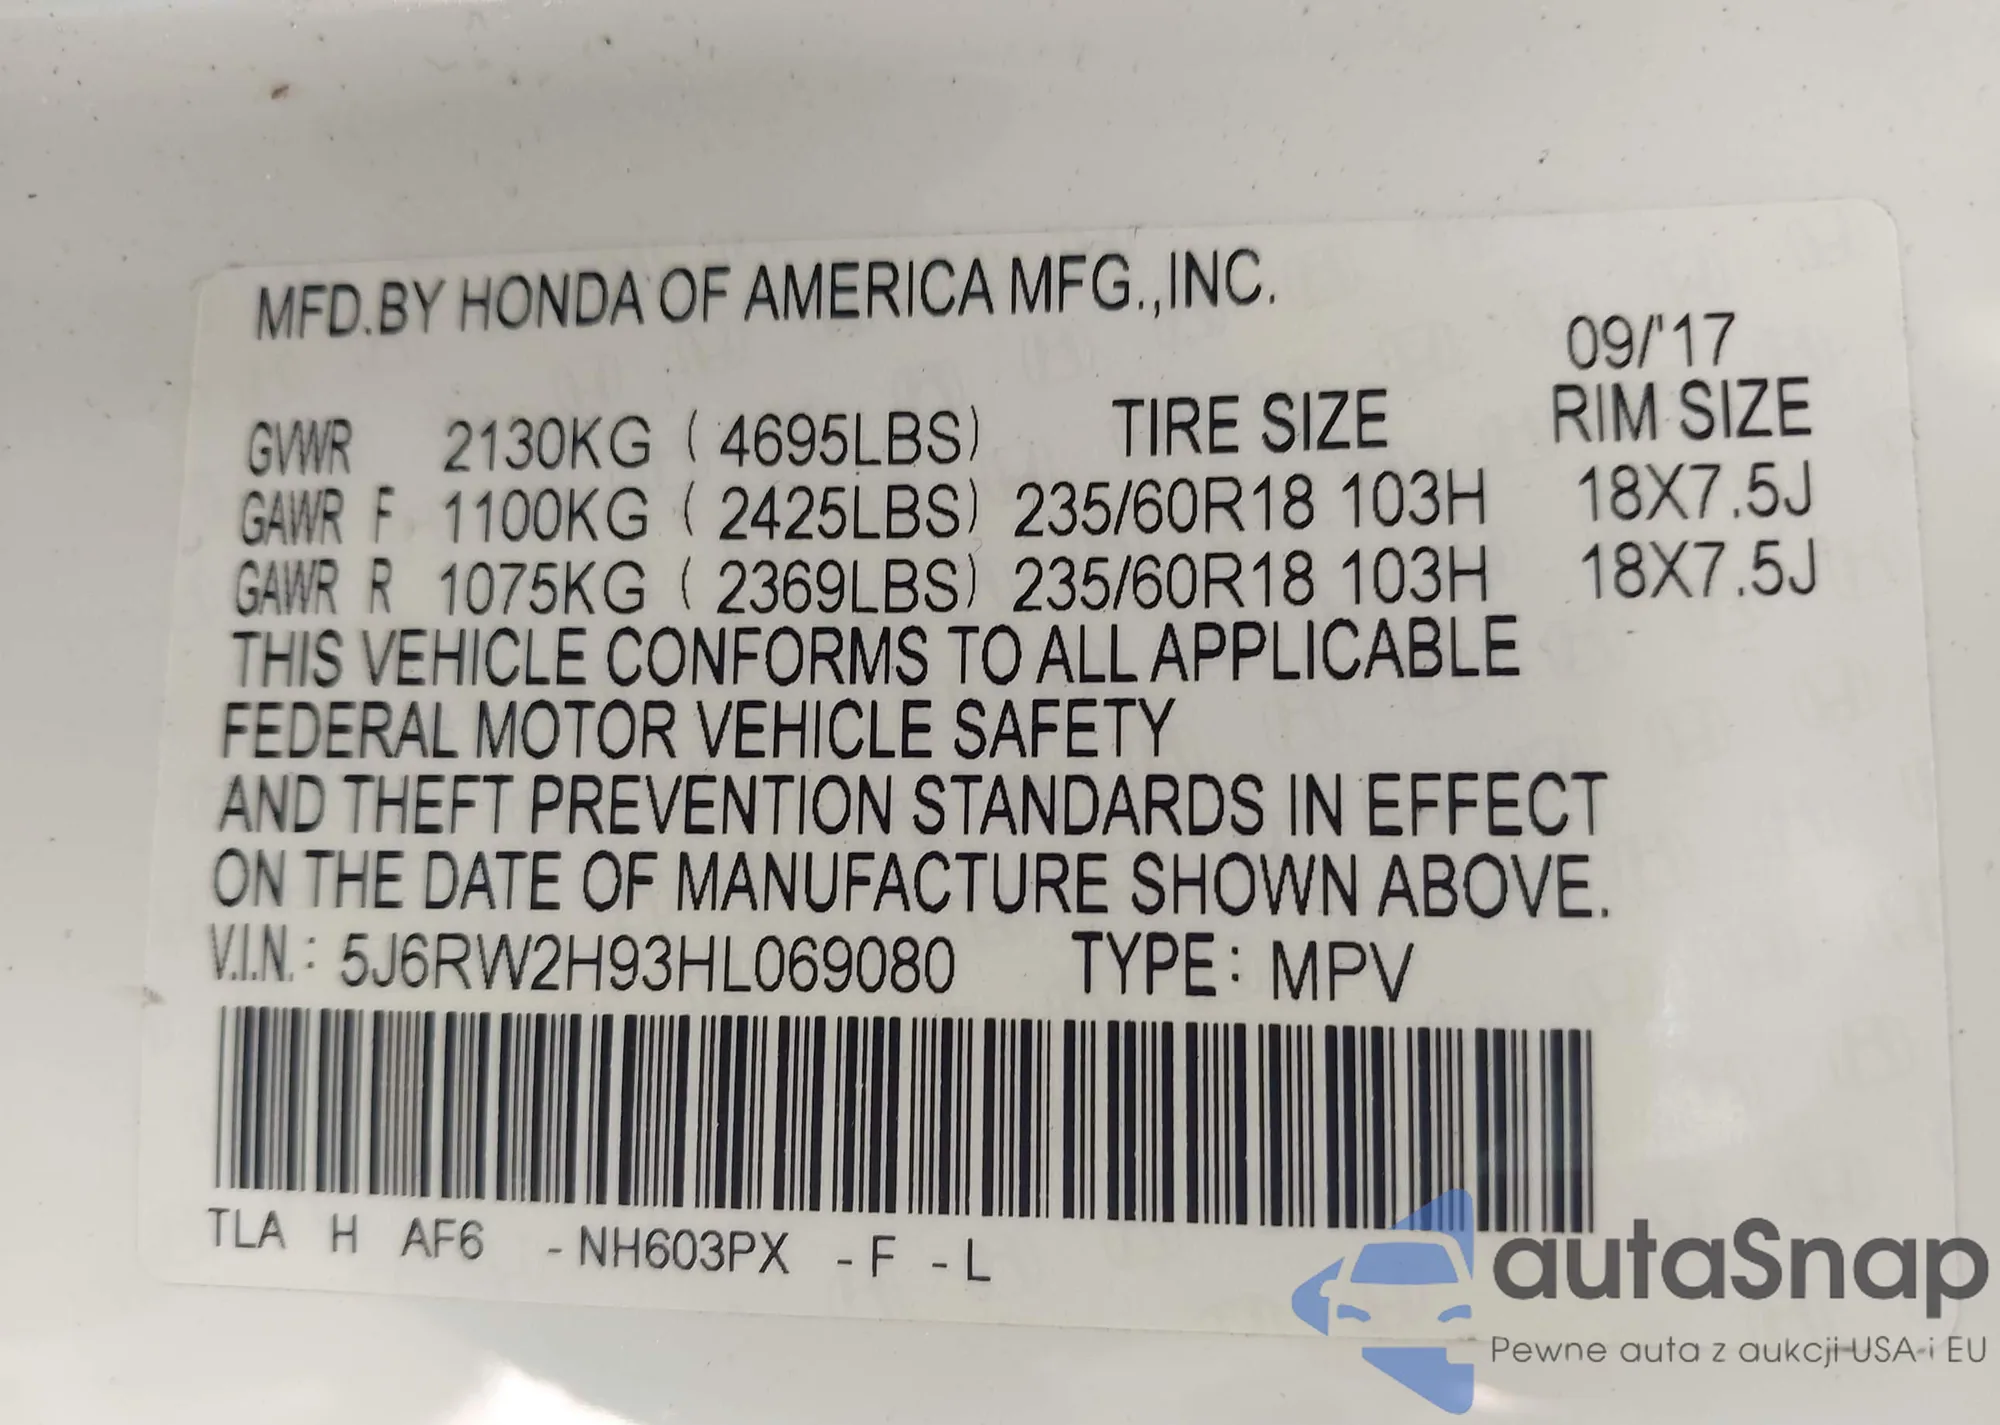 MFD.BY HONDA OF AMERICA MFG.,INC.
09/'17
GVWR 2130KG ( 4695LBS) TIRE SIZE RIM SIZE
GAWR F 1100KG ( 2425LBS) 235/60R18 103H 18X7.5J
GAWR R 1075KG ( 2369LBS) 235/60R18 103H 18X7.5J
THIS VEHICLE CONFORMS TO ALL APPLICABLE
FEDERAL MOTOR VEHICLE SAFETY
AND THEFT PREVENTION STANDARDS IN EFFECT
ON THE DATE OF MANUFACTURE SHOWN ABOVE.
V.I.N.: 5J6RW2H93HL069080 TYPE: MPV
TLA H AF6 -NH603PX -F -L
autaSnap
Pewne auta z aukcji USA i EU